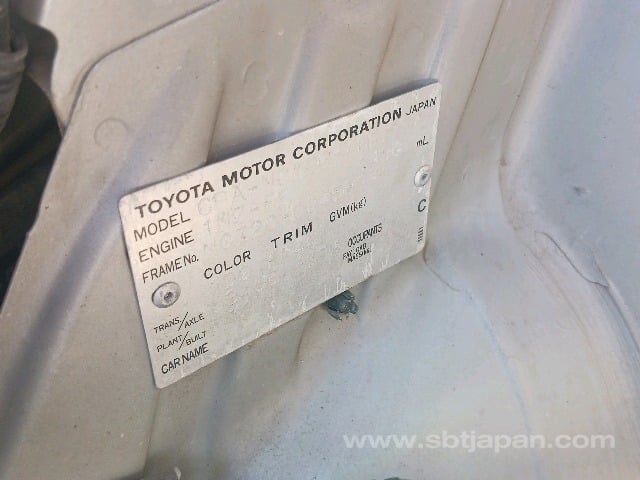 TOYOTA MOTOR CORPORATION JAPAN
MODEL
ENGINE mL
FRAME No.
COLOR TRIM GVM(kg) C
OCCUPANTS
TRANS/AXLE
PLANT/BUILT
CAR NAME
www.sbtjapan.com